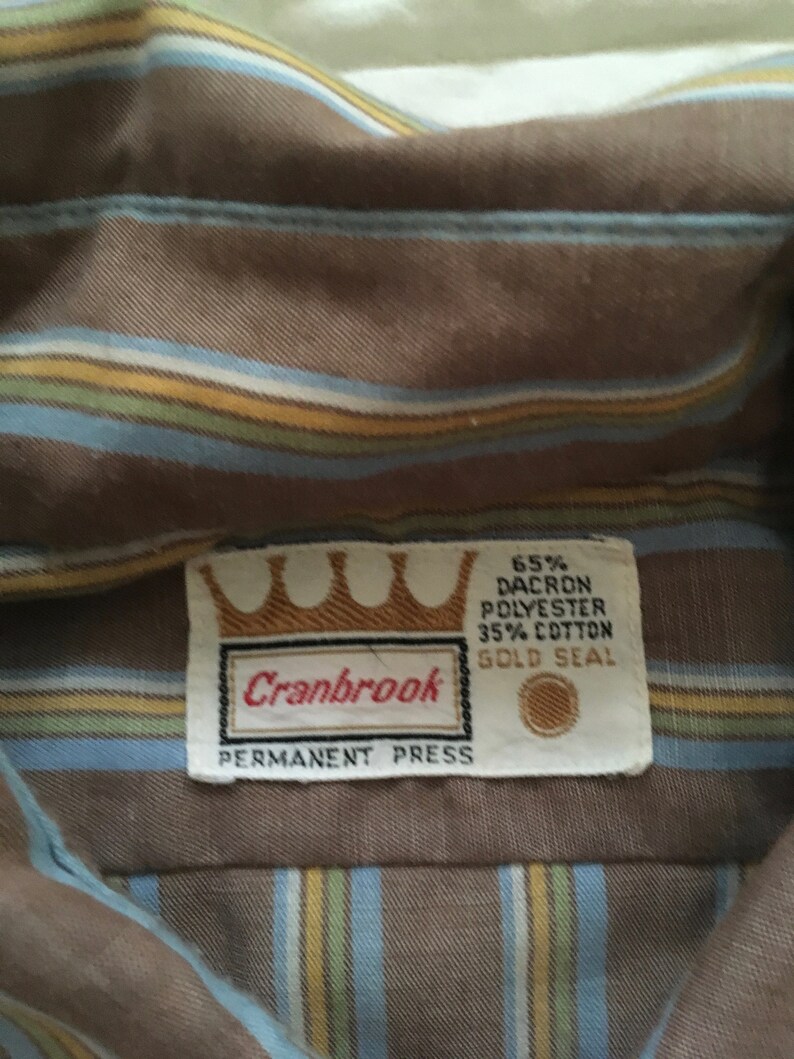 Cranbrook
PERMANENT PRESS
65%
DACRON
POLYESTER
35% COTTON
GOLD SEAL